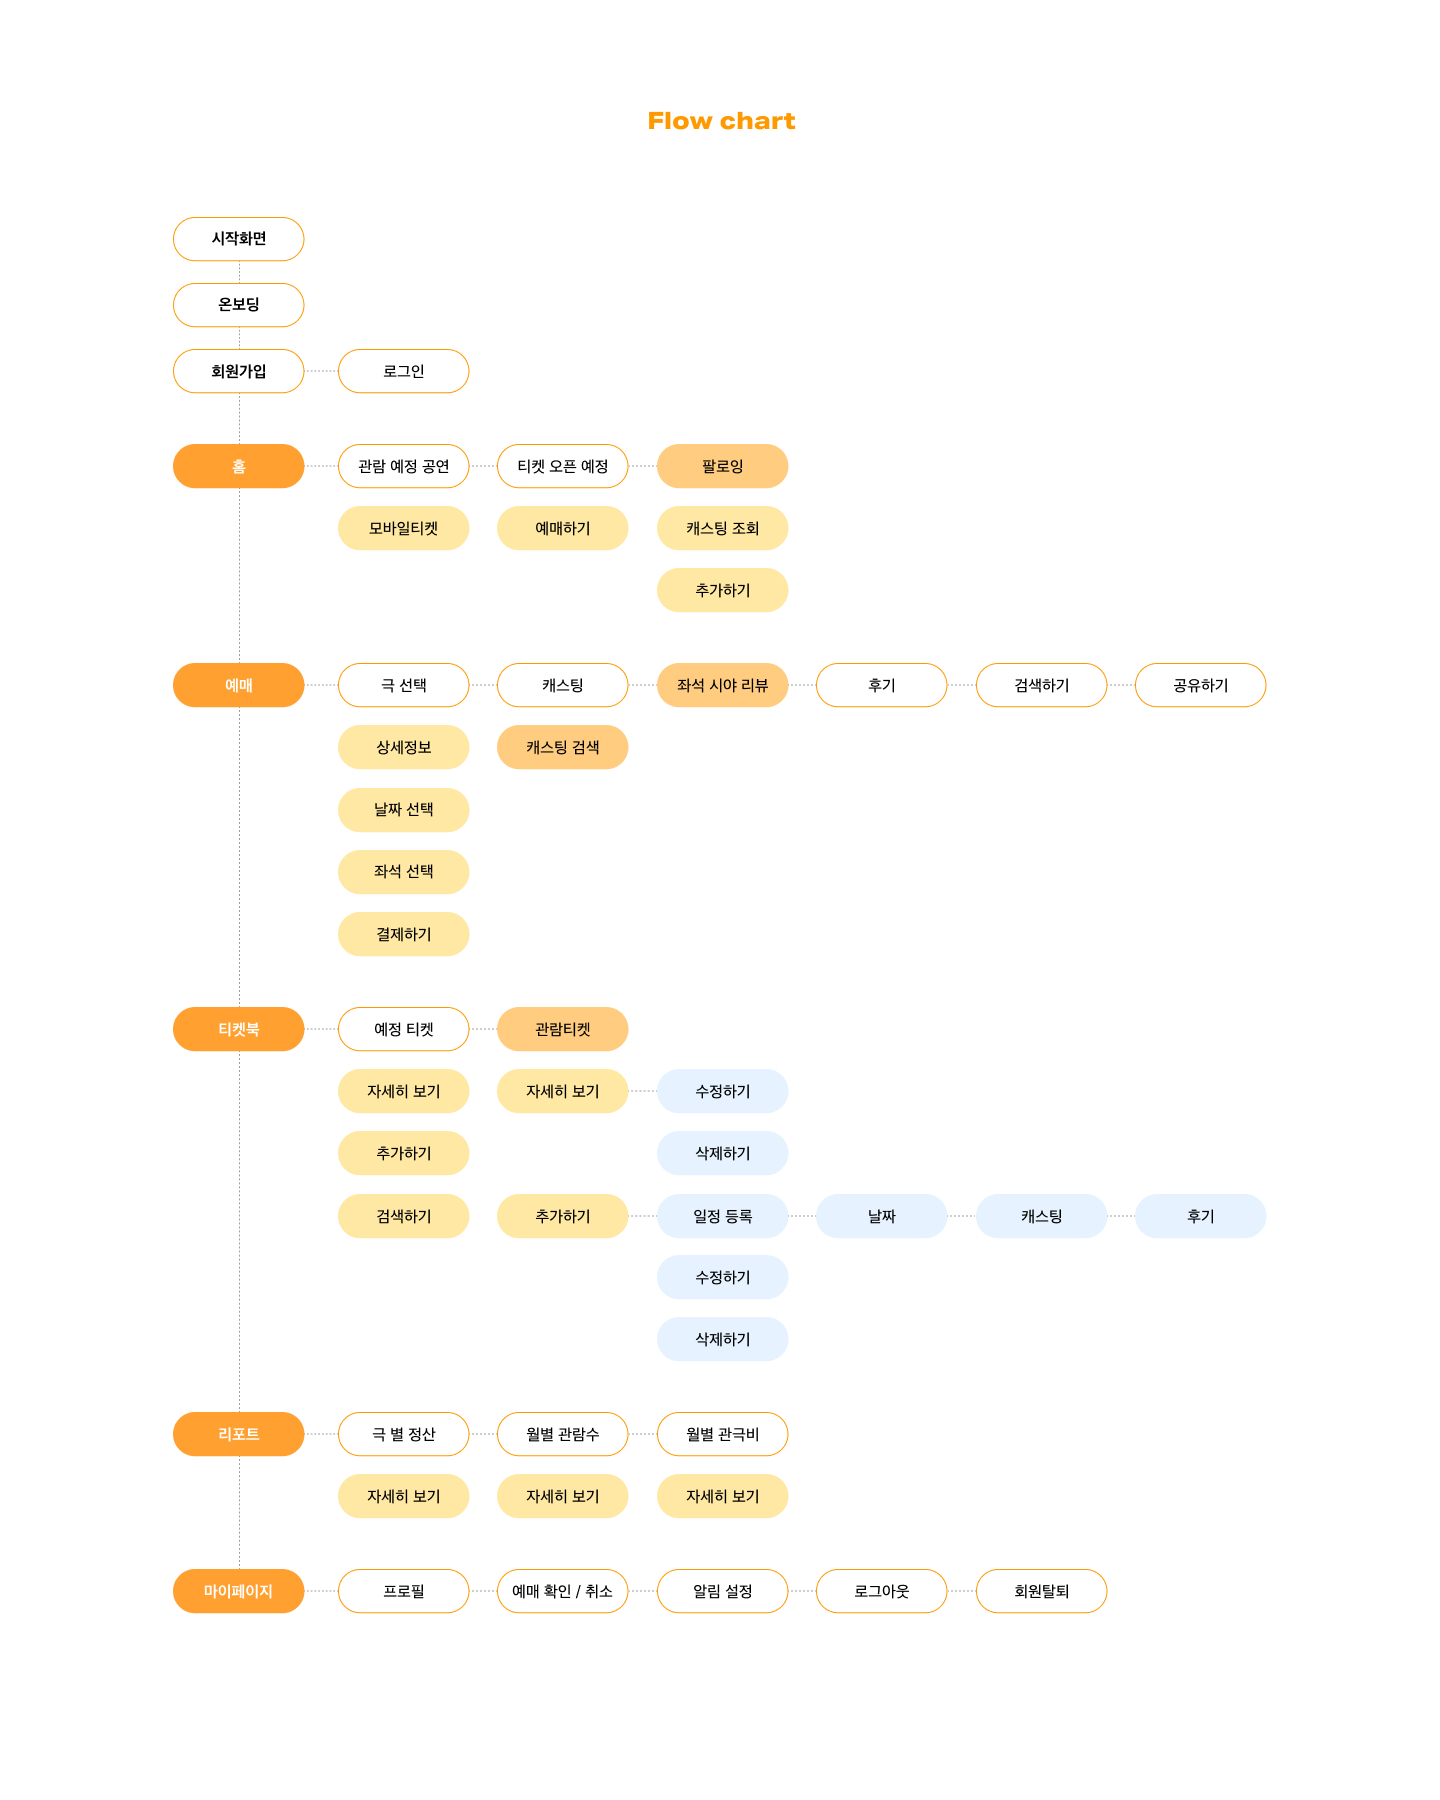 Flow chart
시작화면
온보딩
회원가입
로그인
홈
관람 예정 공연
티켓 오픈 예정
팔로잉
모바일티켓
예매하기
캐스팅 조회
추가하기
예매
극 선택
캐스팅
좌석 시야 리뷰
후기
검색하기
공유하기
상세정보
캐스팅 검색
날짜 선택
좌석 선택
결제하기
티켓북
예정 티켓
관람티켓
자세히 보기
자세히 보기
수정하기
추가하기
삭제하기
검색하기
추가하기
일정 등록
날짜
캐스팅
후기
수정하기
삭제하기
리포트
극 별 정산
월별 관람수
월별 관극비
자세히 보기
자세히 보기
자세히 보기
마이페이지
프로필
예매 확인 / 취소
알림 설정
로그아웃
회원탈퇴